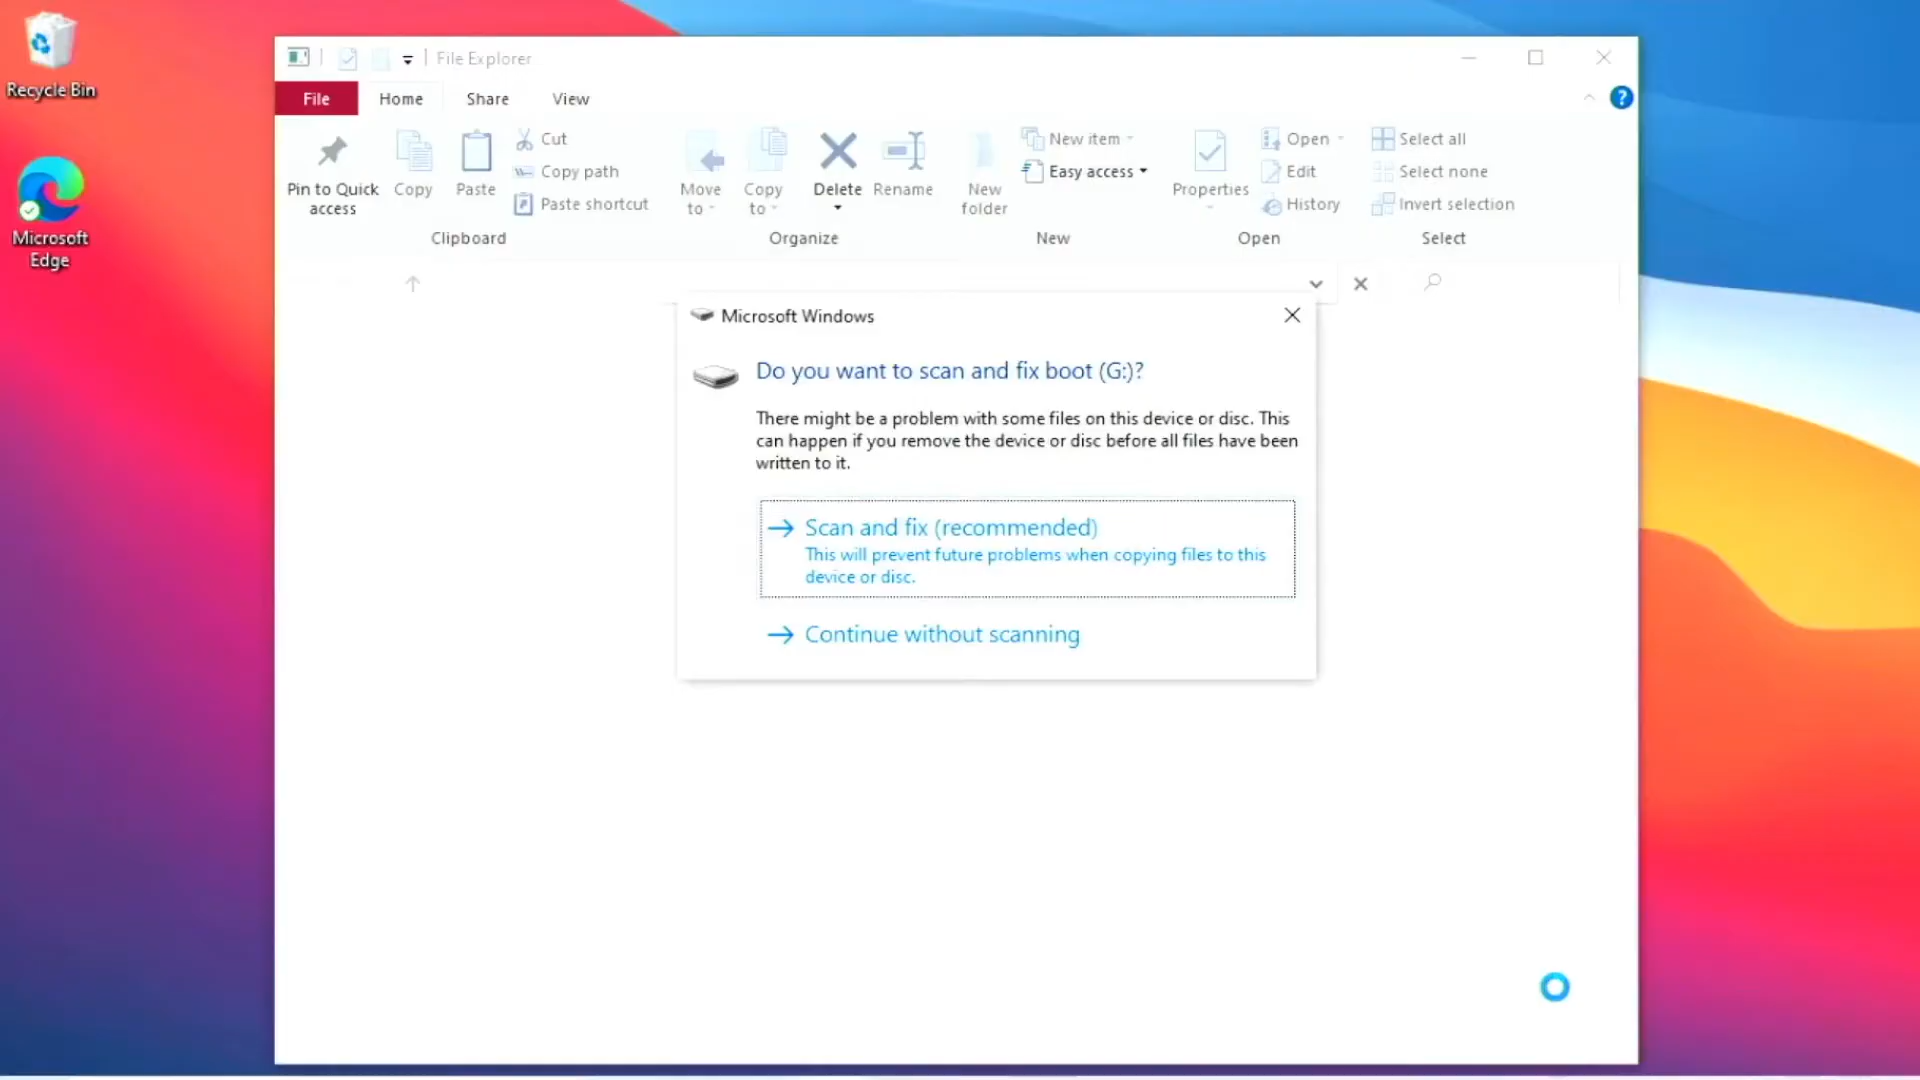 Recycle Bin
Microsoft
Edge
File Explorer
File
Home
Share
View
?
Pin to Quick
access
Copy
Paste
Cut
Copy path
Paste shortcut
Clipboard
Move
to
Copy
to
Delete
Rename
Organize
New
folder
New item
Easy access
New
Properties
Open
Edit
History
Open
Select all
Select none
Invert selection
Select
Microsoft Windows
Do you want to scan and fix boot (G:)?
There might be a problem with some files on this device or disc. This
can happen if you remove the device or disc before all files have been
written to it.
Scan and fix (recommended)
This will prevent future problems when copying files to this
device or disc.
Continue without scanning